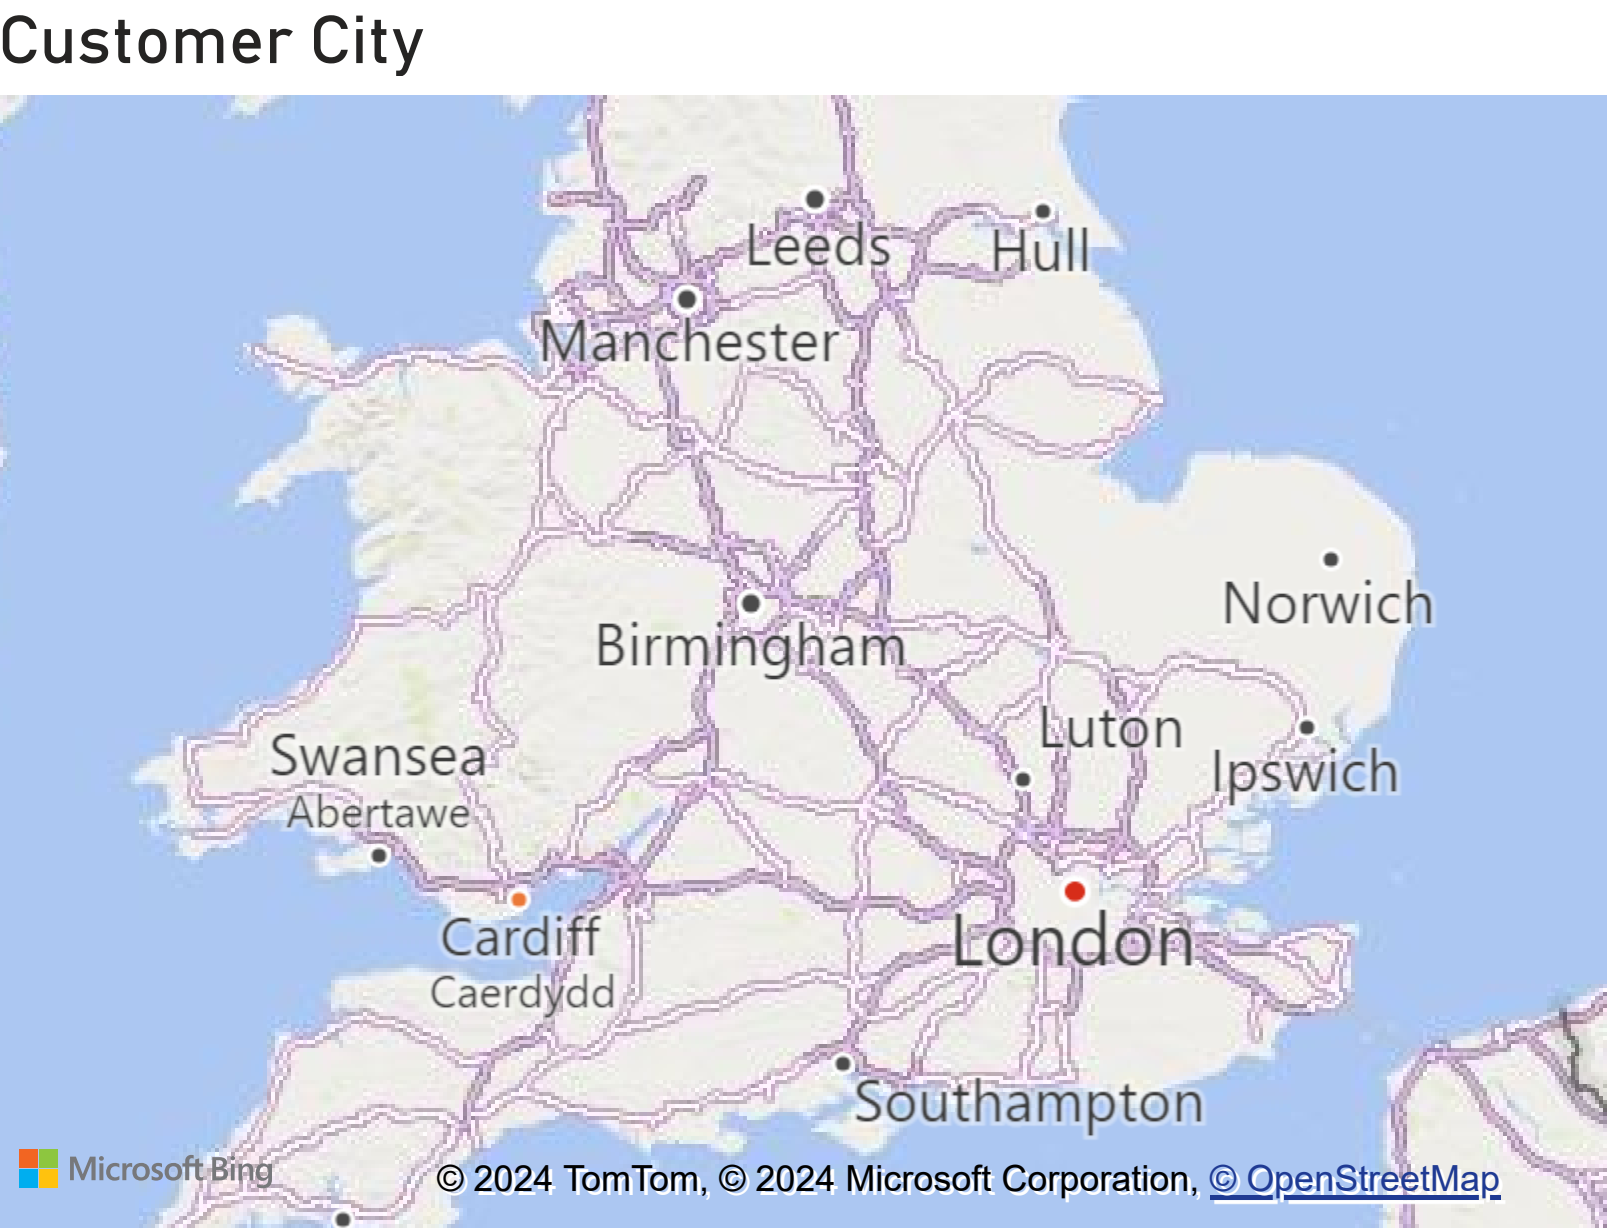 Customer City
Leeds
Hull
Manchester
Norwich
Birmingham
Luton
Swansea
Abertawe
Ipswich
Cardiff
Caerdydd
London
Southampton
Microsoft Bing
© 2024 TomTom, © 2024 Microsoft Corporation, © OpenStreetMap